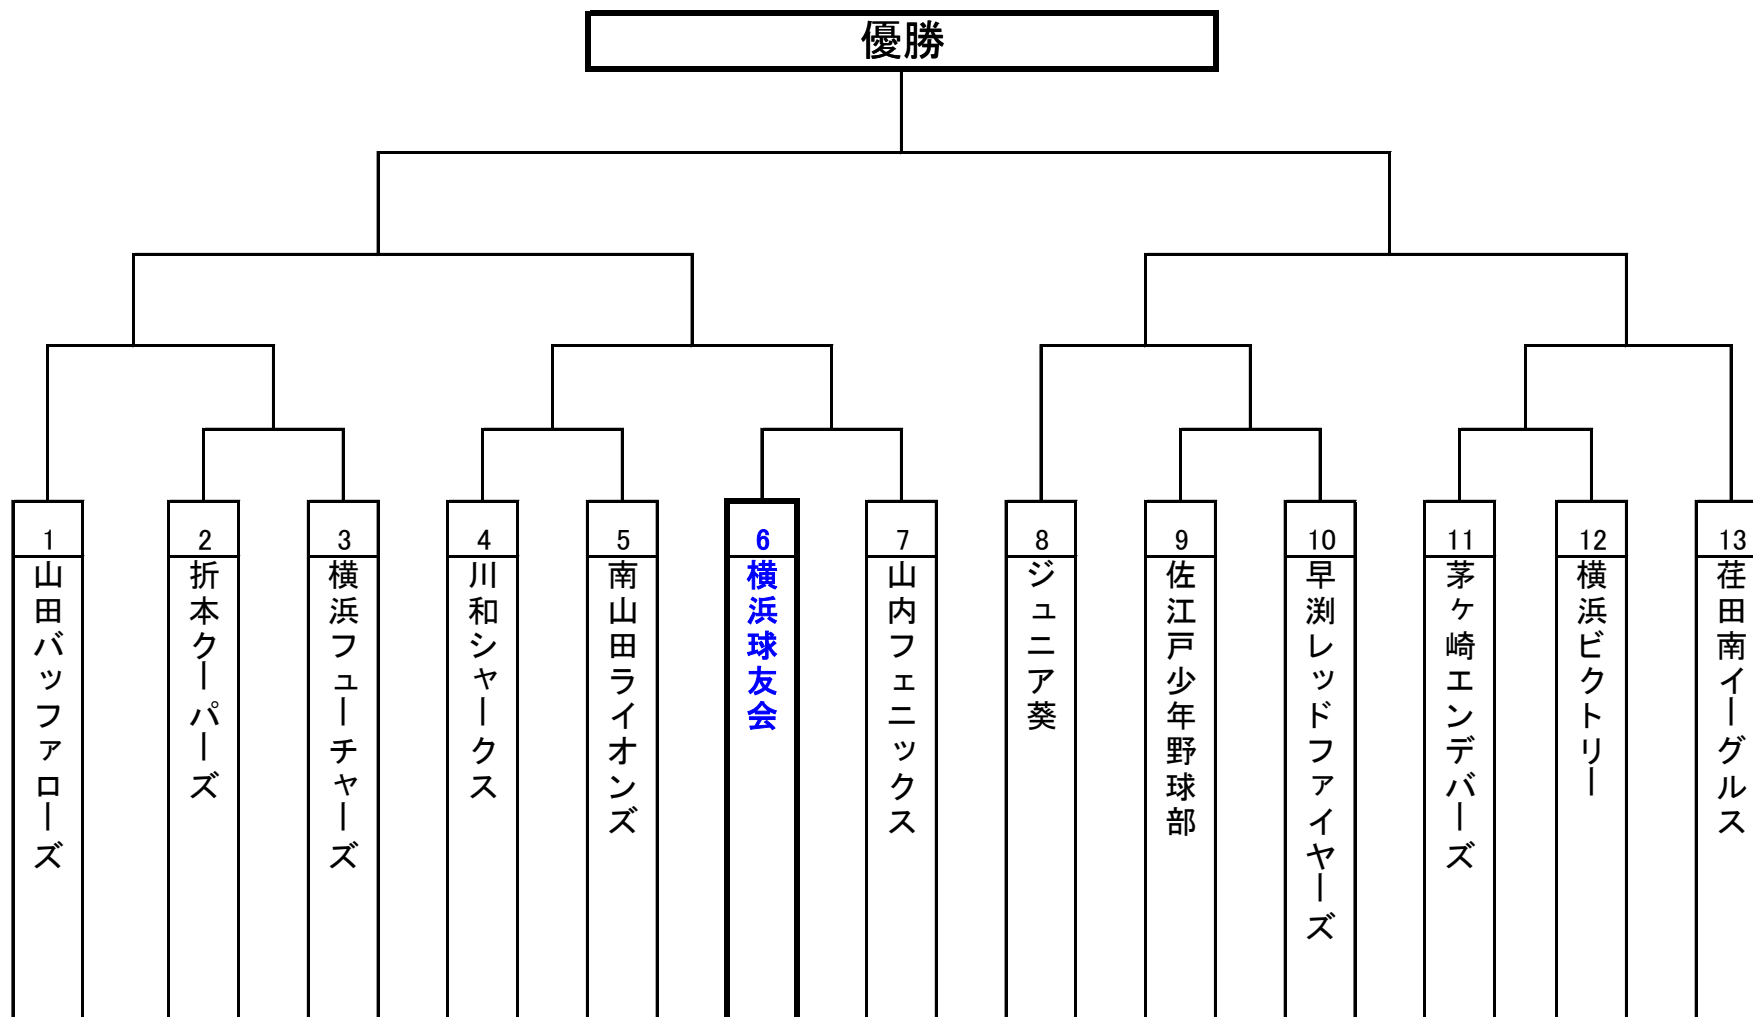 優勝
1
山田バッファローズ
2
折本クーパーズ
3
横浜フューチャーズ
4
川和シャークス
5
南山田ライオンズ
6
横浜球友会
7
山内フェニックス
8
ジュニア葵
9
佐江戸少年野球部
10
早渕レッドファイヤーズ
11
茅ヶ崎エンデバーズ
12
横浜ビクトリー
13
荏田南イーグルス